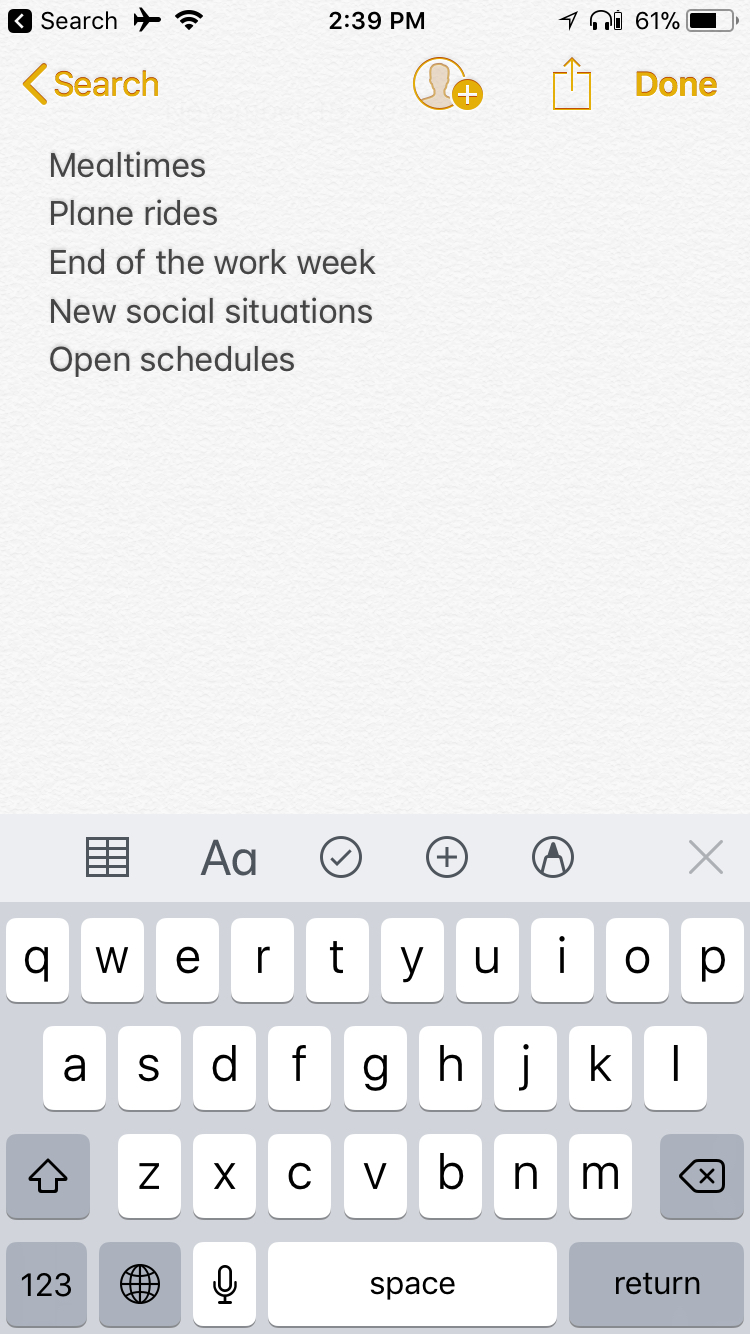 Search 2:39 PM 61%
Search Done
Mealtimes
Plane rides
End of the work week
New social situations
Open schedules
Aa
q w e r t y u i o p
a s d f g h j k l
z x c v b n m
123 space return